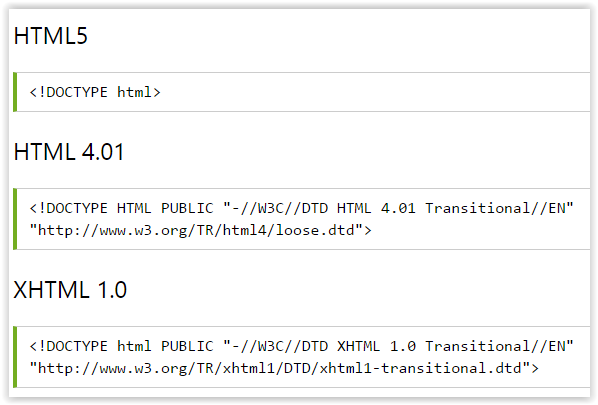 HTML5
<!DOCTYPE html>
HTML 4.01
<!DOCTYPE HTML PUBLIC "-//W3C//DTD HTML 4.01 Transitional//EN"
"http://www.w3.org/TR/html4/loose.dtd">
XHTML 1.0
<!DOCTYPE html PUBLIC "-//W3C//DTD XHTML 1.0 Transitional//EN"
"http://www.w3.org/TR/xhtml1/DTD/xhtml1-transitional.dtd">